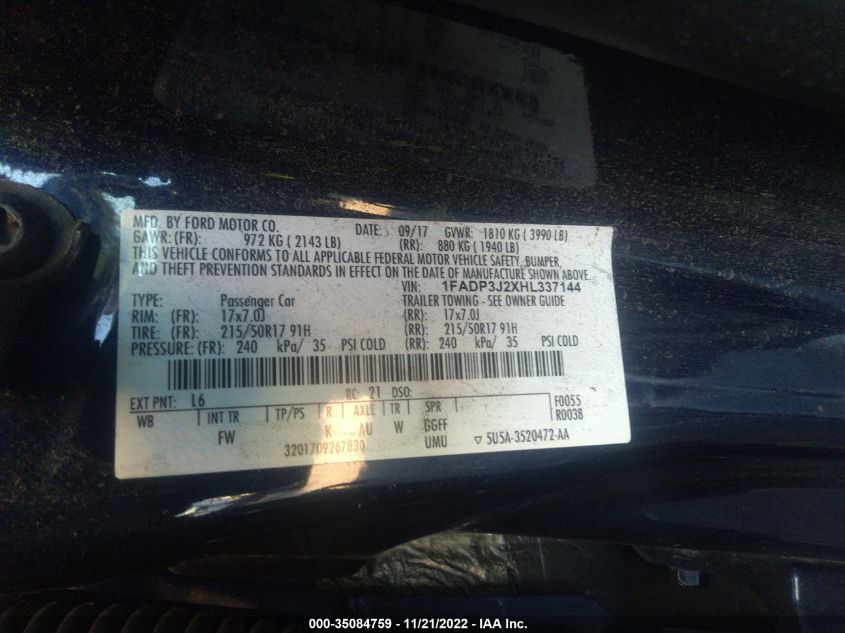 MFD. BY FORD MOTOR CO. DATE: 09/17 GVWR: 1810 KG ( 3990 LB)
GAWR: (FR): 972 KG ( 2143 LB) (RR): 880 KG ( 1940 LB)
THIS VEHICLE CONFORMS TO ALL APPLICABLE FEDERAL MOTOR VEHICLE SAFETY, BUMPER,
AND THEFT PREVENTION STANDARDS IN EFFECT ON THE DATE OF MANUFACTURE SHOWN ABOVE.
VIN: 1FADP3J2XHL337144
TYPE: Passenger Car TRAILER TOWING - SEE OWNER GUIDE
RIM: (FR): 17x7.0J (RR): 17x7.0J
TIRE: (FR): 215/50R17 91H (RR): 215/50R17 91H
PRESSURE: (FR): 240 kPa/ 35 PSI COLD (RR): 240 kPa/ 35 PSI COLD
EXT PNT: L6 RC: 21 DSO: F0055
WB INT TR TP/PS R AXLE TR SPR R0038
FW K AU W GGFF
3201709267830 UMU ▽ 5U5A-3520472-AA
000-35084759 - 11/21/2022 - IAA Inc.